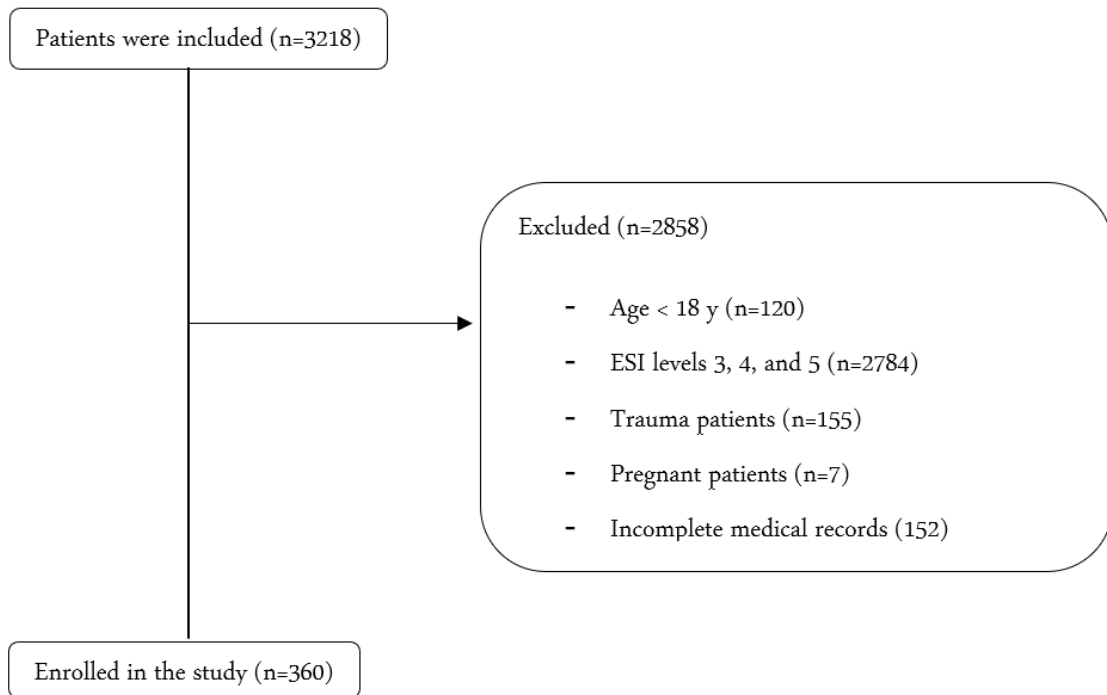 Patients were included (n=3218)
Excluded (n=2858)
- Age < 18 y (n=120)
- ESI levels 3, 4, and 5 (n=2784)
- Trauma patients (n=155)
- Pregnant patients (n=7)
- Incomplete medical records (152)
Enrolled in the study (n=360)